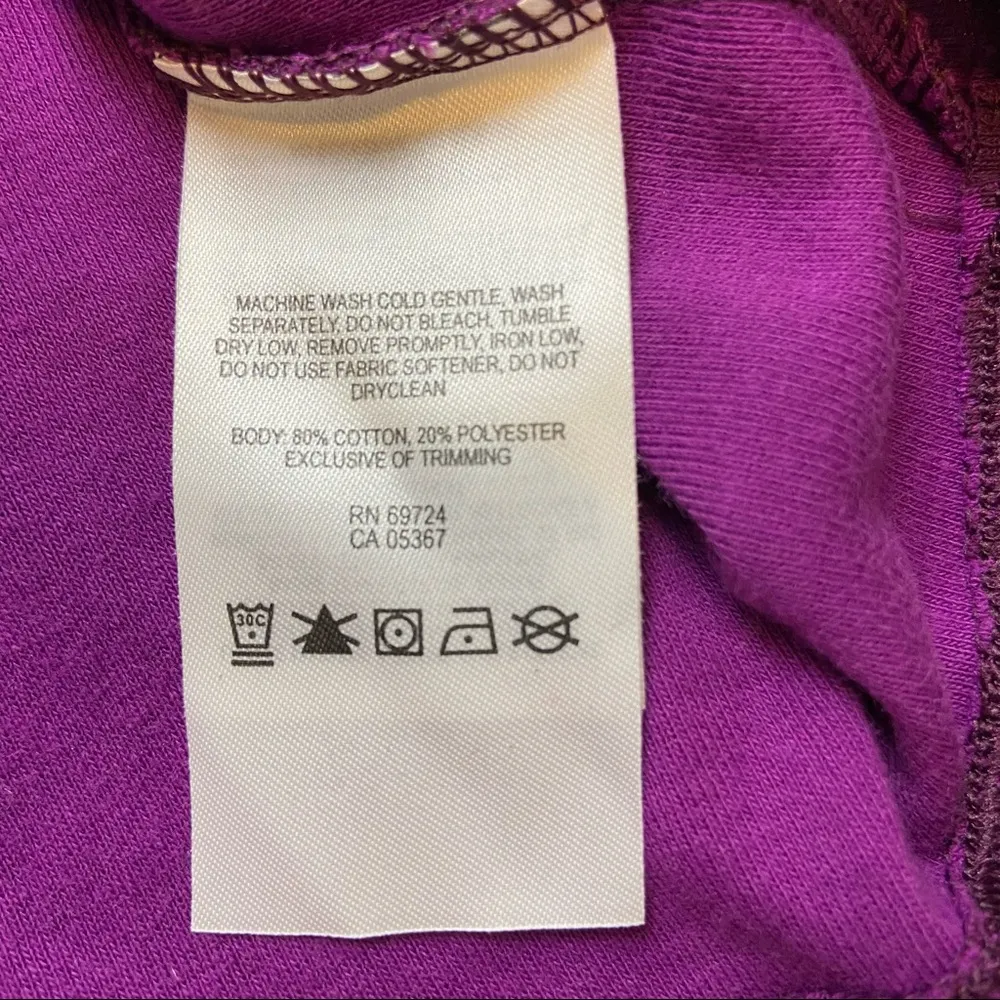 MACHINE WASH COLD GENTLE, WASH
SEPARATELY, DO NOT BLEACH, TUMBLE
DRY LOW, REMOVE PROMPTLY, IRON LOW,
DO NOT USE FABRIC SOFTENER, DO NOT
DRYCLEAN
BODY: 80% COTTON, 20% POLYESTER
EXCLUSIVE OF TRIMMING
RN 69724
CA 05367
30C